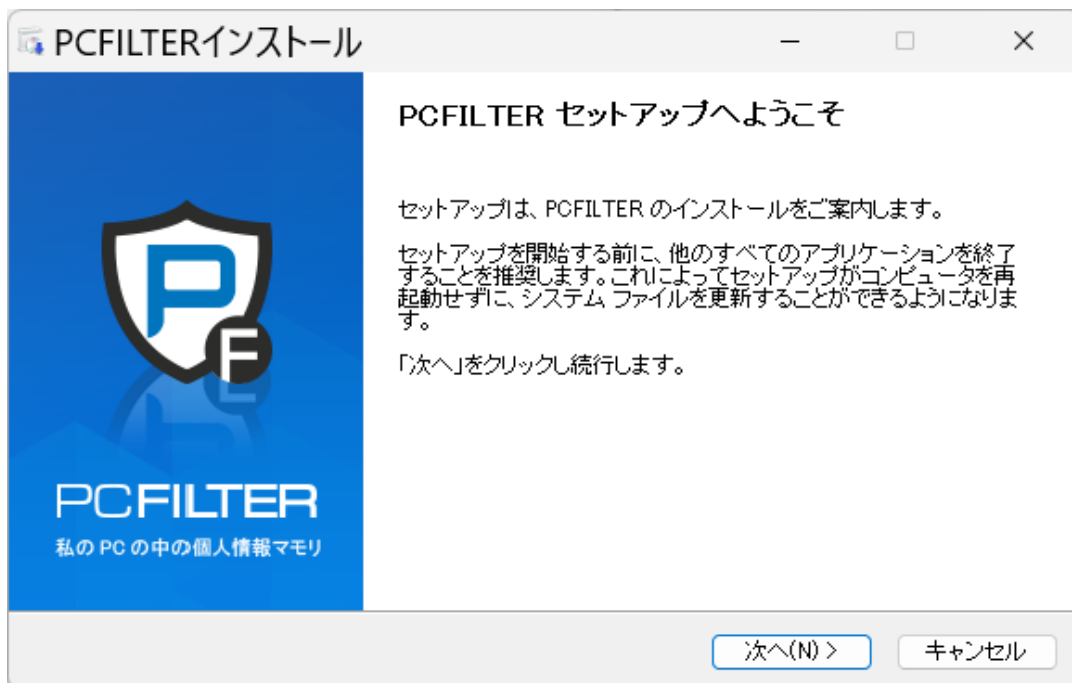 PCFILTERインストール
PCFILTER セットアップへようこそ
セットアップは、PCFILTER のインストールをご案内します。
セットアップを開始する前に、他のすべてのアプリケーションを終了
することを推奨します。これによってセットアップがコンピュータを再
起動せずに、システム ファイルを更新することができるようになりま
す。
「次へ」をクリックし続行します。
P
F
PCFILTER
私の PC の中の個人情報マモリ
次へ(N) >
キャンセル